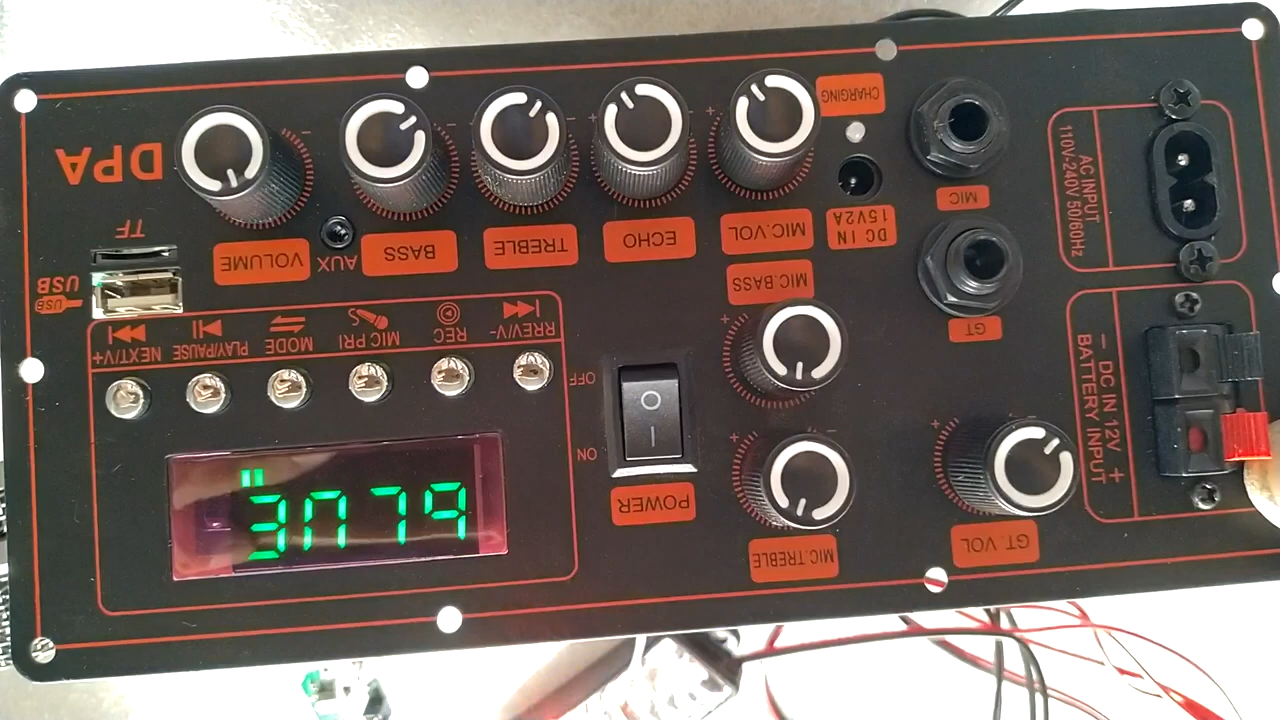 GT. VOL
MIC.TREBLE
POWER
ON
OFF
bLUE
RREV/V-
REC
MIC PRI
MODE
PLAY/PAUSE
NEXT/V+
- DC IN 12V +
BATTERY INPUT
GT
MIC
AC INPUT
110V-240V 50/60Hz
MIC.BASS
DC IN
15V2A
CHARGING
MIC.VOL
ECHO
TREBLE
BASS
AUX
VOLUME
USB
USB
TF
DPA